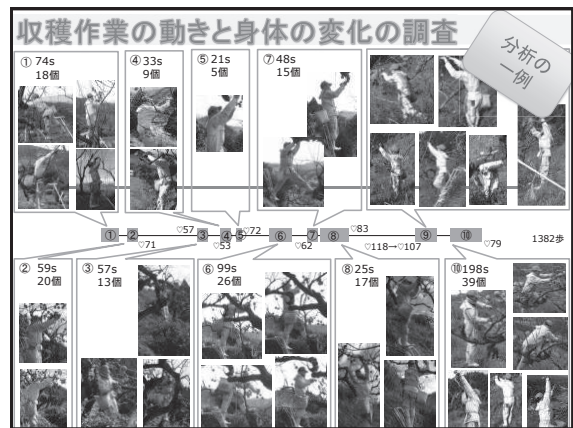 収穫作業の動きと身体の変化の調査
分析の
一例
① 74s
18個
④ 33s
9個
⑤ 21s
5個
⑦ 48s
15個
① ② ③ ④ ⑤ ⑥ ⑦ ⑧ ⑨ ⑩
♡71
♡57
♡53
♡72
♡62
♡83
♡118→♡107
♡79
1382歩
② 59s
20個
③ 57s
13個
⑥ 99s
26個
⑧ 25s
17個
⑩198s
39個